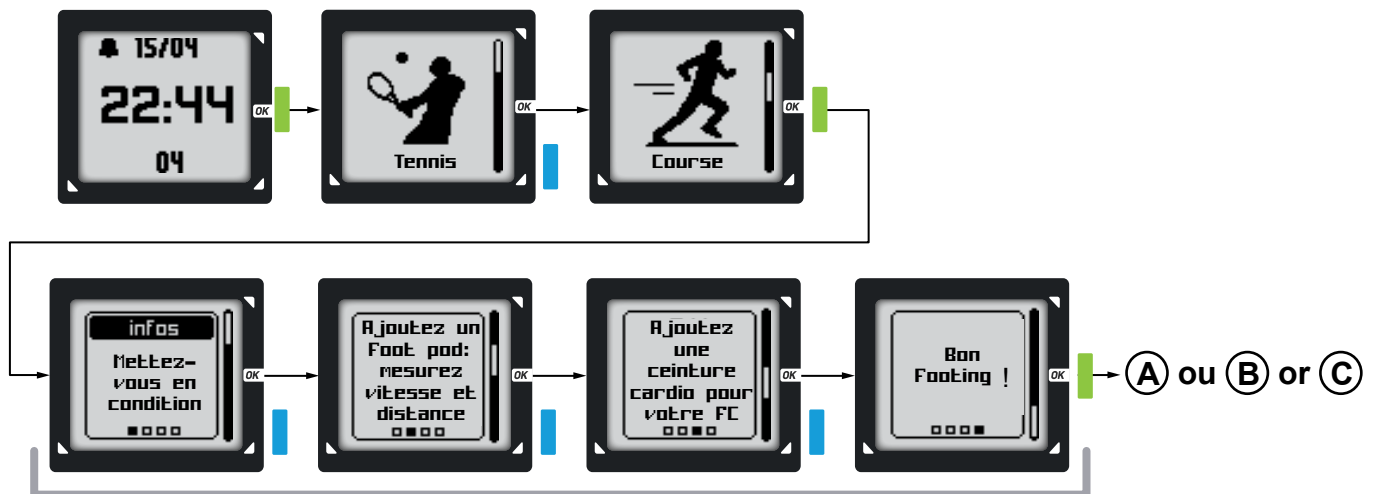 15/04
22:44
04
OK
Tennis
OK
Course
OK
infos
Mettez-
vous en
condition
OK
Ajoutez un
Foot pod:
mesurez
vitesse et
distance
OK
Ajoutez
une
ceinture
cardio pour
votre FC
OK
Bon
Footing !
OK
A ou B or C